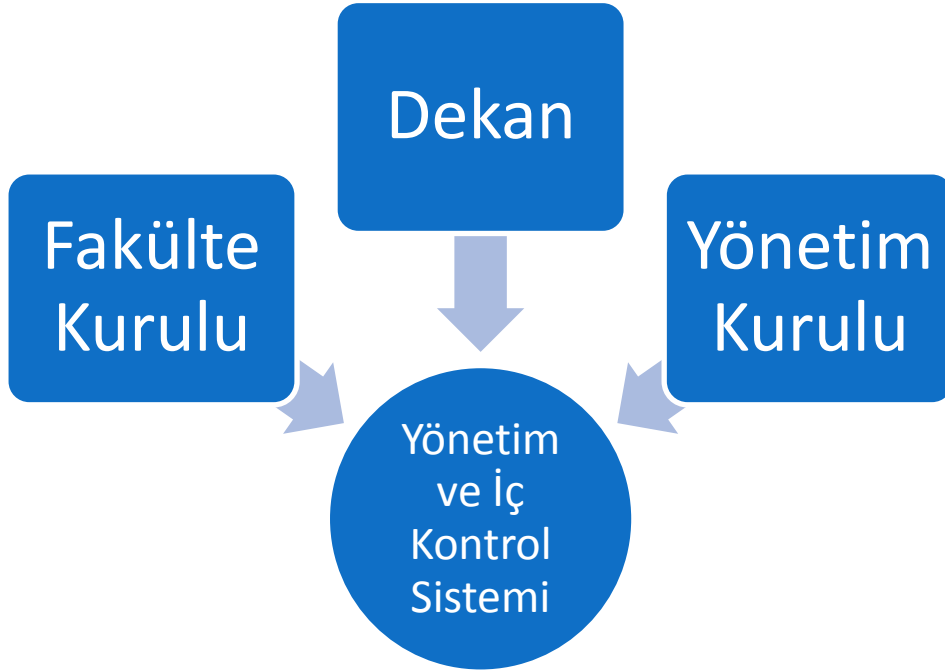 Dekan
Fakülte
Kurulu
Yönetim
Kurulu
Yönetim
ve İç
Kontrol
Sistemi